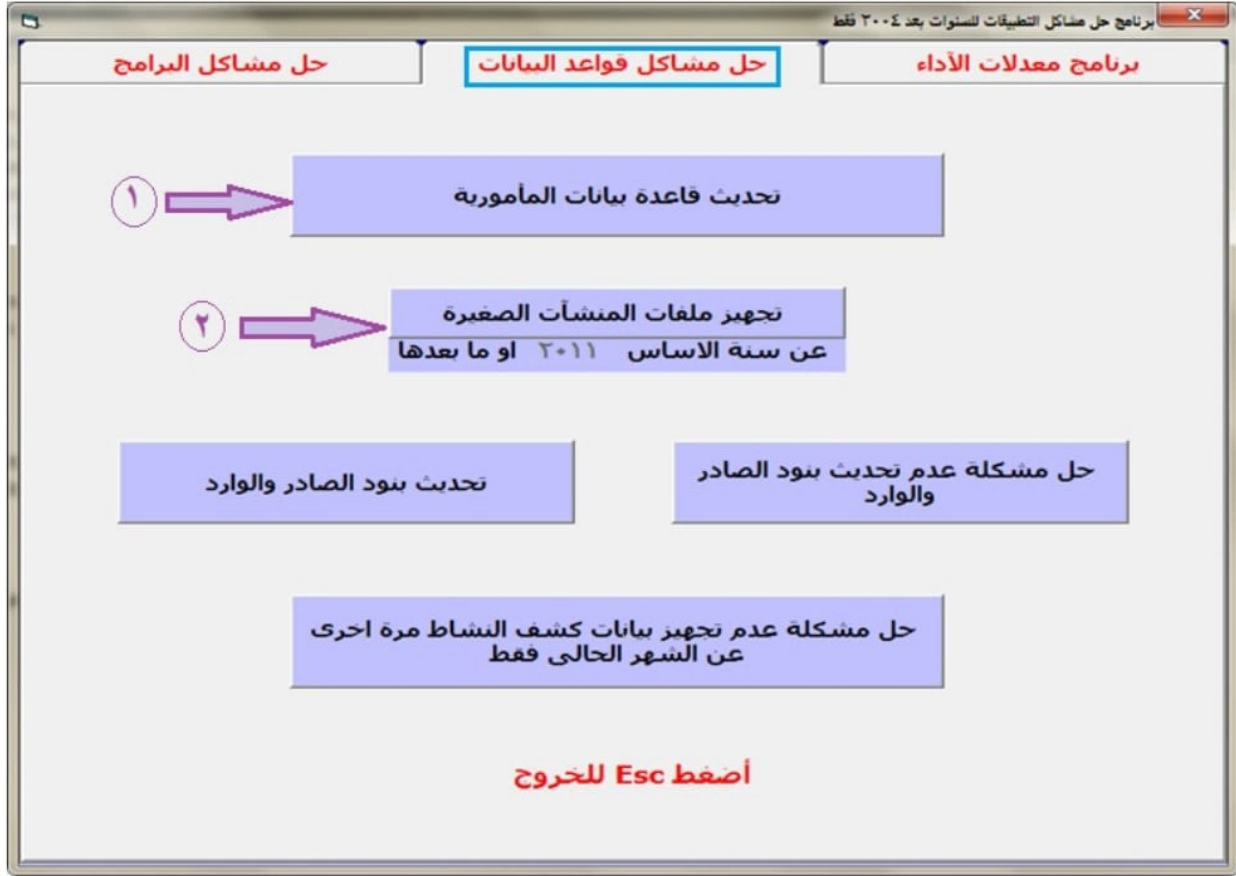 برنامج حل مشاكل التطبيقات للسنوات بعد ٢٠٠٤ فقط
برنامج معدلات الآداء
حل مشاكل قواعد البيانات
حل مشاكل البرامج
تحديث قاعدة بيانات المأمورية
١
تجهيز ملفات المنشآت الصغيرة
٢
عن سنة الاساس ٢٠١١ او ما بعدها
حل مشكلة عدم تحديث بنود الصادر
والوارد
تحديث بنود الصادر والوارد
حل مشكلة عدم تجهيز بيانات كشف النشاط مرة اخرى
عن الشهر الحالى فقط
أضغط Esc للخروج